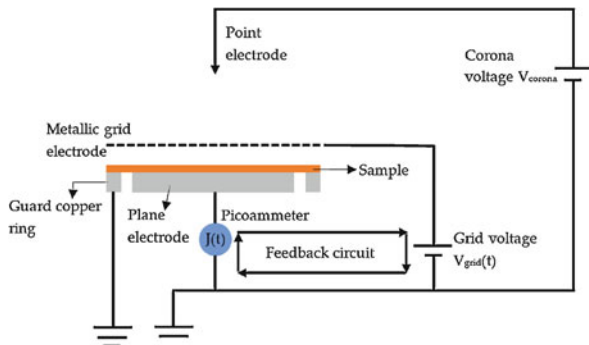 Point
electrode
Corona
voltage Vcorona
Metallic grid
electrode
Sample
Guard copper
ring
Plane
electrode
Picoammeter
J(t)
Feedback circuit
Grid voltage
Vgrid(t)